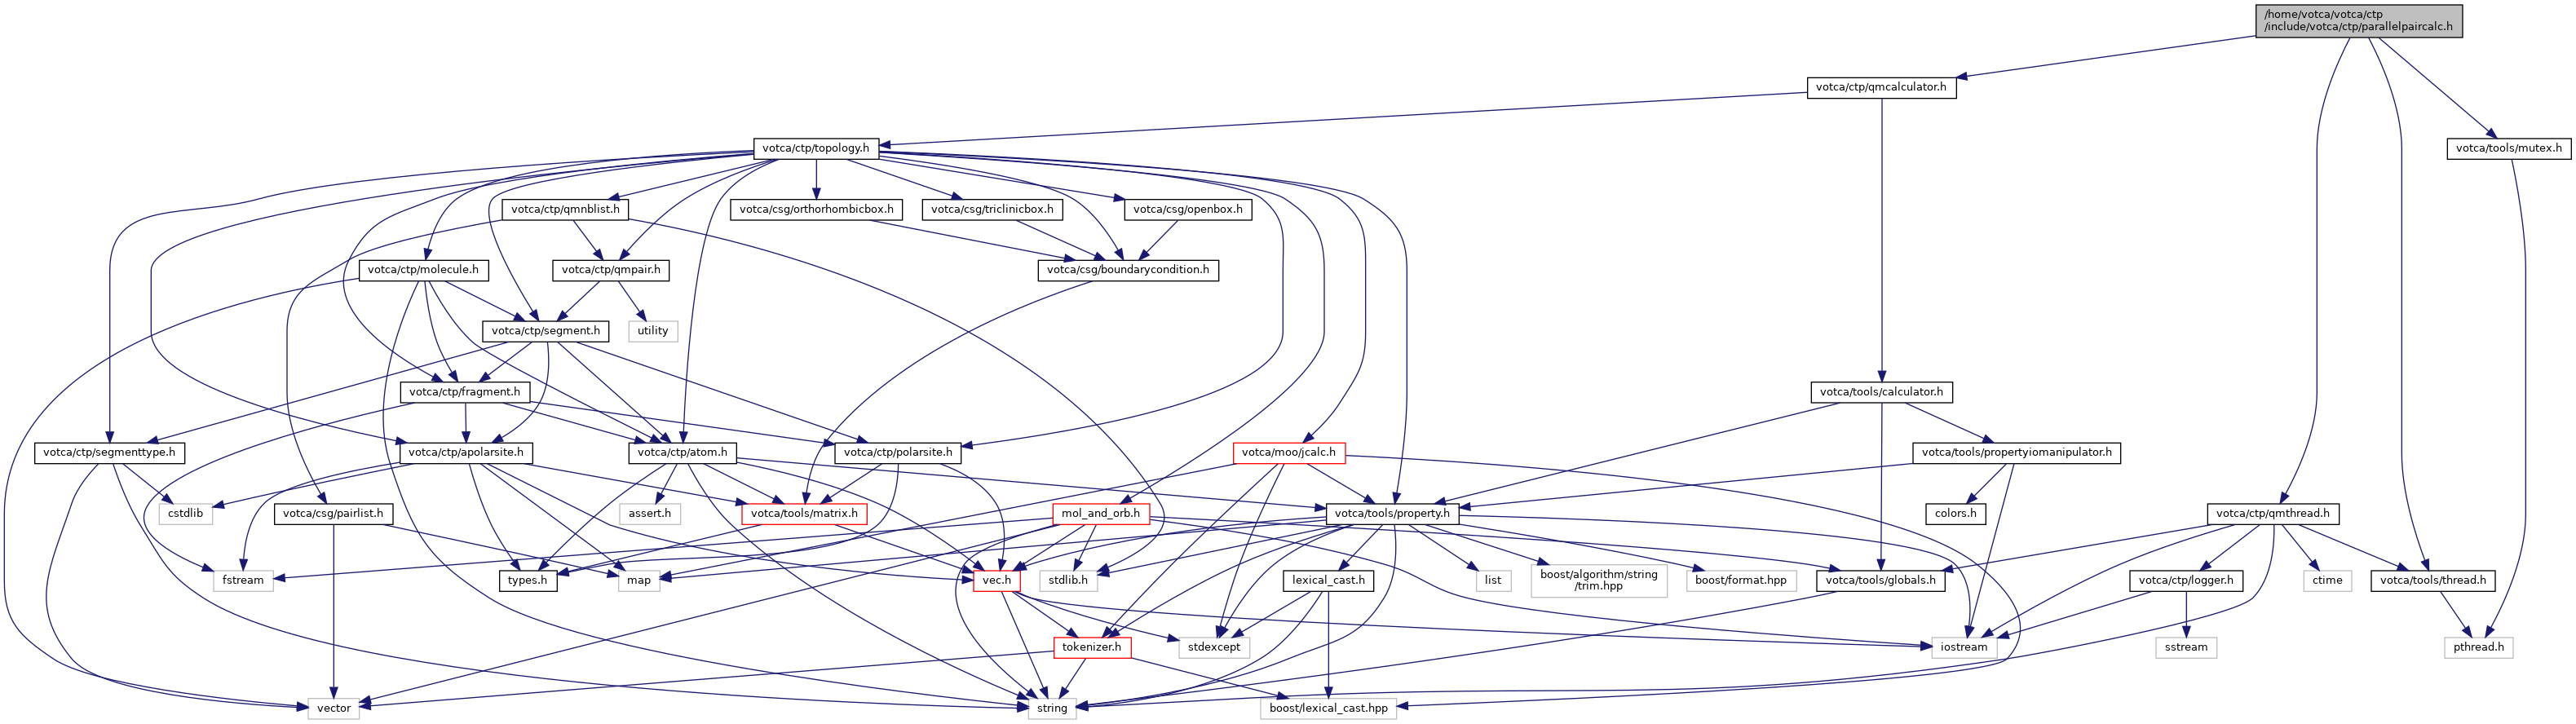 /home/votca/votca/ctp
/include/votca/ctp/parallelpaircalc.h
votca/ctp/qmcalculator.h
votca/ctp/topology.h
votca/tools/mutex.h
votca/ctp/qmnblist.h
votca/csg/orthorhombicbox.h
votca/csg/triclinicbox.h
votca/csg/openbox.h
votca/ctp/molecule.h
votca/ctp/qmpair.h
votca/csg/boundarycondition.h
votca/ctp/segment.h
utility
votca/ctp/fragment.h
votca/tools/calculator.h
votca/ctp/segmenttype.h
votca/ctp/apolarsite.h
votca/ctp/atom.h
votca/ctp/polarsite.h
votca/moo/jcalc.h
votca/tools/propertyiomanipulator.h
cstdlib
votca/csg/pairlist.h
assert.h
votca/tools/matrix.h
mol_and_orb.h
votca/tools/property.h
colors.h
votca/ctp/qmthread.h
fstream
types.h
map
vec.h
stdlib.h
lexical_cast.h
list
boost/algorithm/string
/trim.hpp
boost/format.hpp
votca/tools/globals.h
votca/ctp/logger.h
ctime
votca/tools/thread.h
tokenizer.h
stdexcept
iostream
sstream
pthread.h
vector
string
boost/lexical_cast.hpp